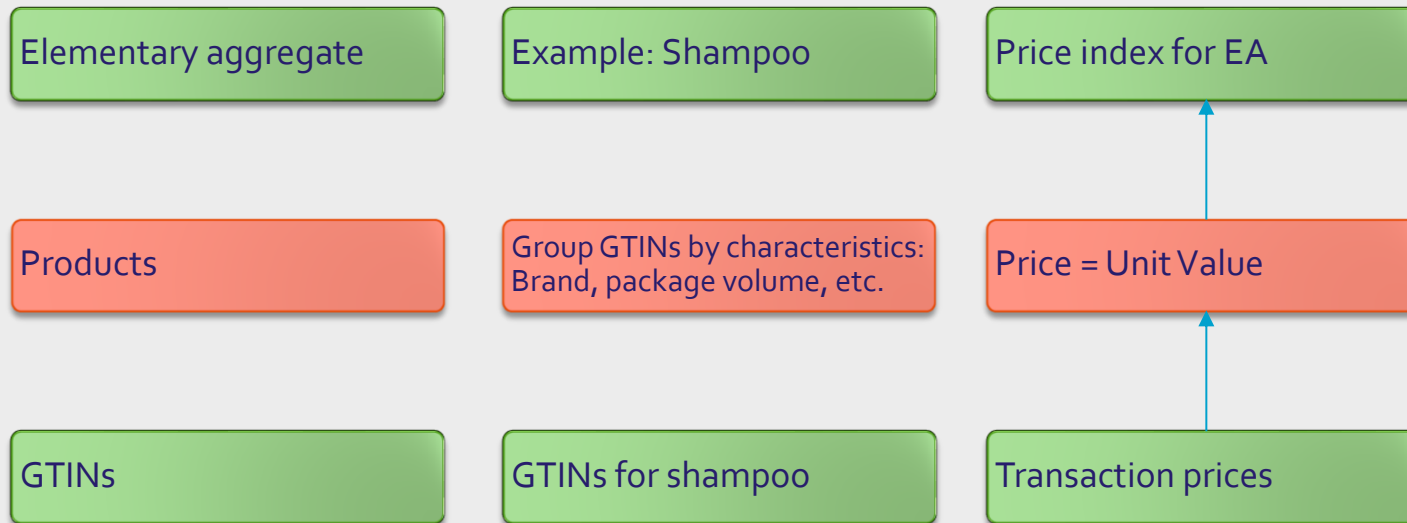 Elementary aggregate
Example: Shampoo
Price index for EA
Products
Group GTINs by characteristics:
Brand, package volume, etc.
Price = Unit Value
GTINs
GTINs for shampoo
Transaction prices